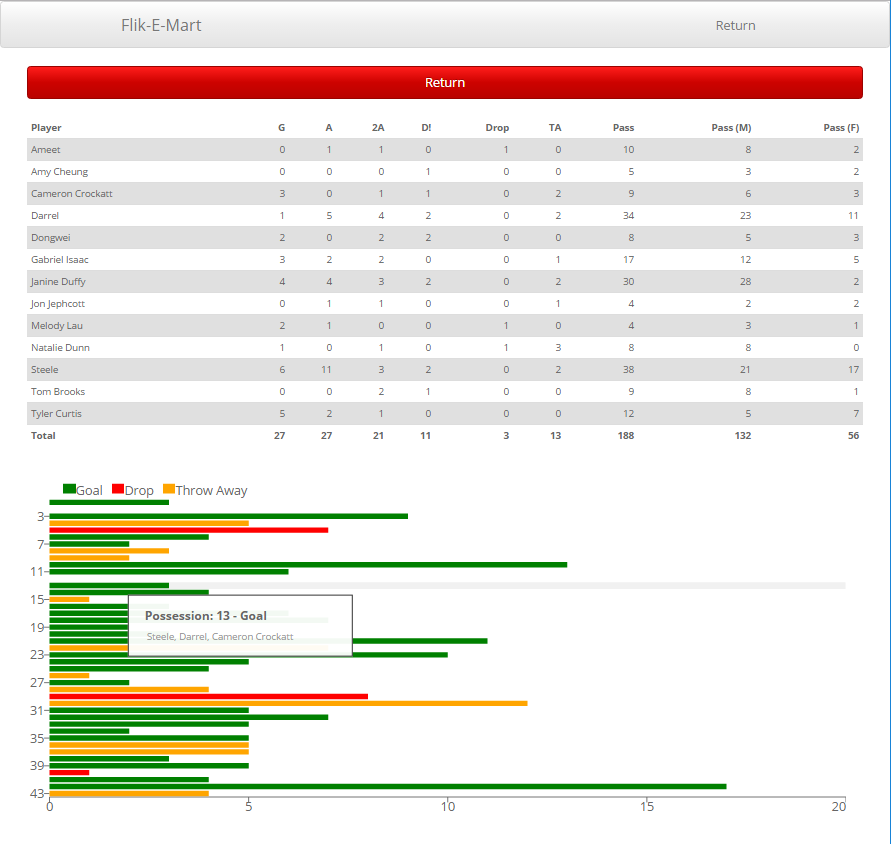 Flik-E-Mart Return
Return
Player G A 2A D! Drop TA Pass Pass (M) Pass (F)
Ameet 0 1 1 0 1 0 10 8 2
Amy Cheung 0 0 0 1 0 0 5 3 2
Cameron Crockatt 3 0 1 1 0 2 9 6 3
Darrel 1 5 4 2 0 2 34 23 11
Dongwei 2 0 2 2 0 0 8 5 3
Gabriel Isaac 3 2 2 0 0 1 17 12 5
Janine Duffy 4 4 3 2 0 2 30 28 2
Jon Jephcott 0 1 1 0 0 1 4 2 2
Melody Lau 2 1 0 0 1 0 4 3 1
Natalie Dunn 1 0 1 0 1 3 8 8 0
Steele 6 11 3 2 0 2 38 21 17
Tom Brooks 0 0 2 1 0 0 9 8 1
Tyler Curtis 5 2 1 0 0 0 12 5 7
Total 27 27 21 11 3 13 188 132 56
Goal Drop Throw Away
3
7
11
15
Possession: 13 - Goal
19
Steele, Darrel, Cameron Crockatt
23
27
31
35
39
43
0 5 10 15 20